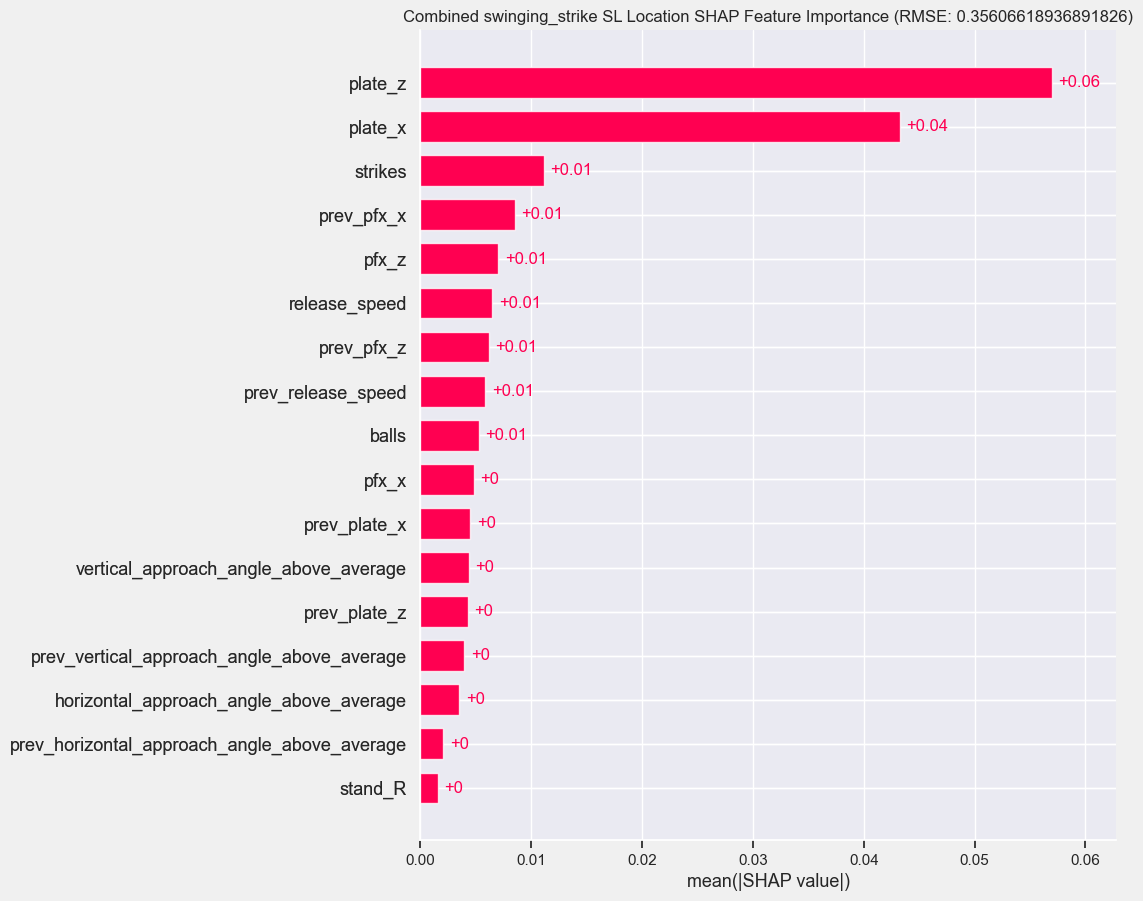 Combined swinging_strike SL Location SHAP Feature Importance (RMSE: 0.35606618936891826)
plate_z +0.06
plate_x +0.04
strikes +0.01
prev_pfx_x +0.01
pfx_z +0.01
release_speed +0.01
prev_pfx_z +0.01
prev_release_speed +0.01
balls +0.01
pfx_x +0
prev_plate_x +0
vertical_approach_angle_above_average +0
prev_plate_z +0
prev_vertical_approach_angle_above_average +0
horizontal_approach_angle_above_average +0
prev_horizontal_approach_angle_above_average +0
stand_R +0
0.00 0.01 0.02 0.03 0.04 0.05 0.06
mean(|SHAP value|)